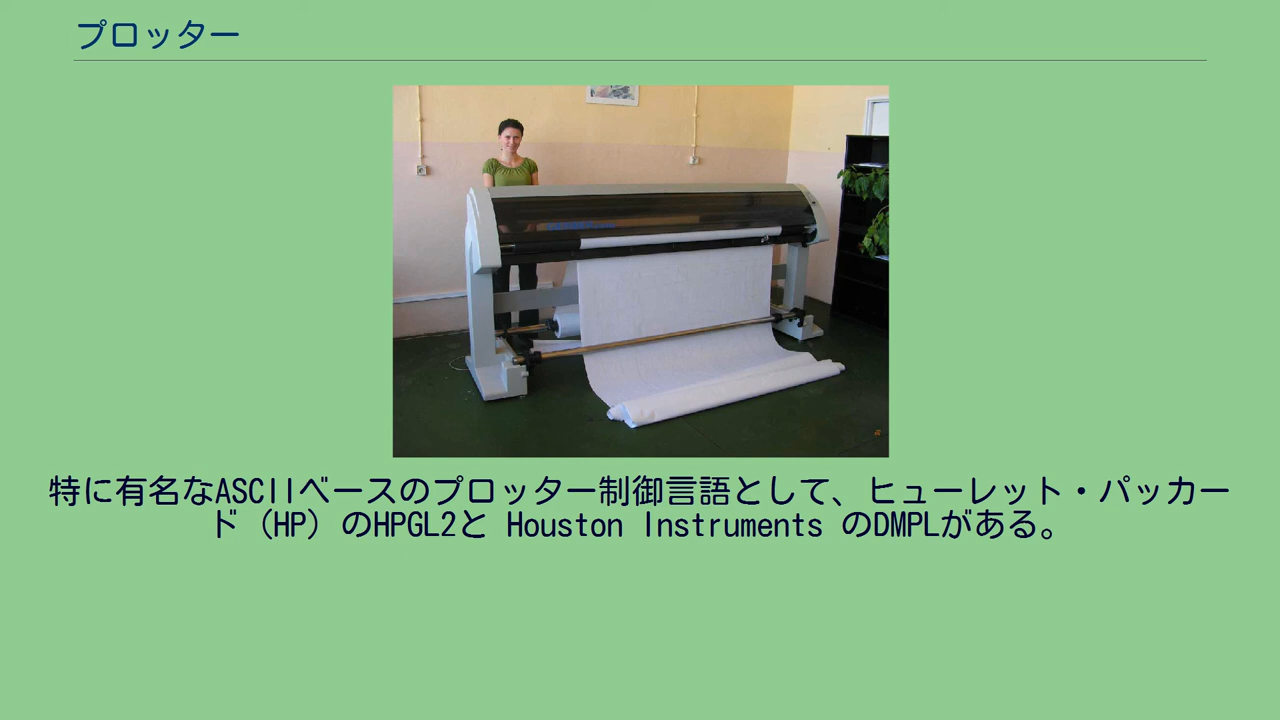 プロッター
特に有名なASCIIベースのプロッター制御言語として、ヒューレット・パッカー
ド（HP）のHPGL2と Houston Instruments のDMPLがある。